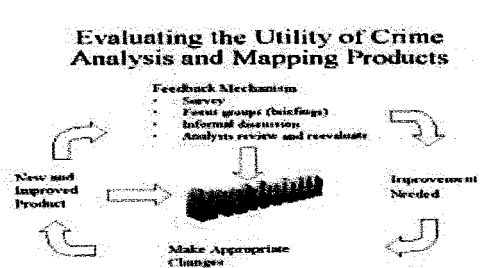 Evaluating the Utility of Crime
Analysis and Mapping Products
Feedback Mechanism
• Survey
• Focus groups (briefings)
• Informal discussion
• Analysts review and reevaluate
New and
Improved
Product
Improvement
Needed
Make Appropriate
Changes